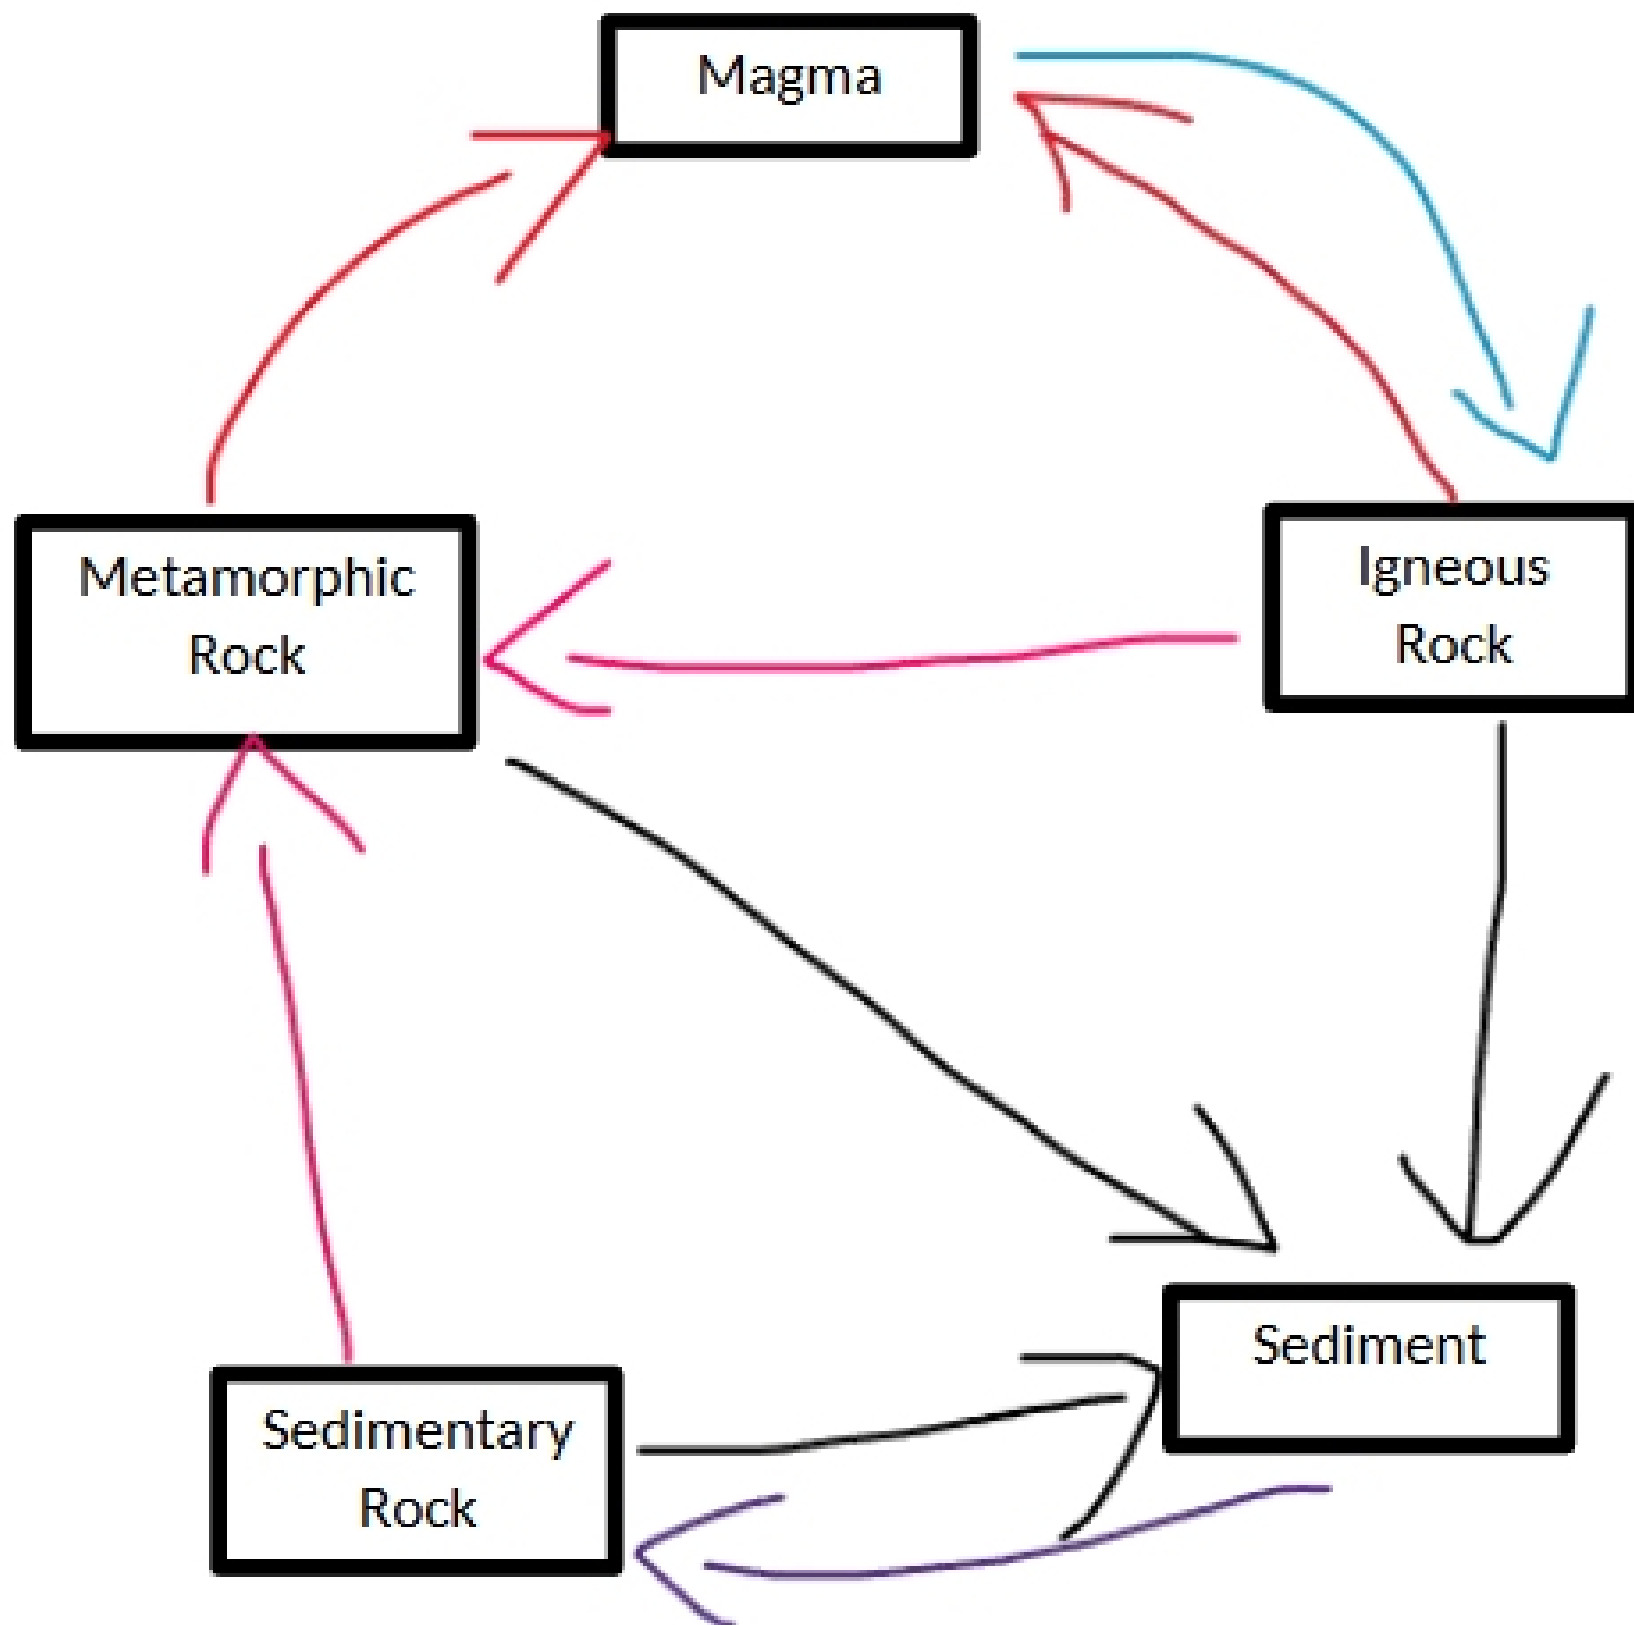 Magma
Metamorphic
Rock
Igneous
Rock
Sediment
Sedimentary
Rock